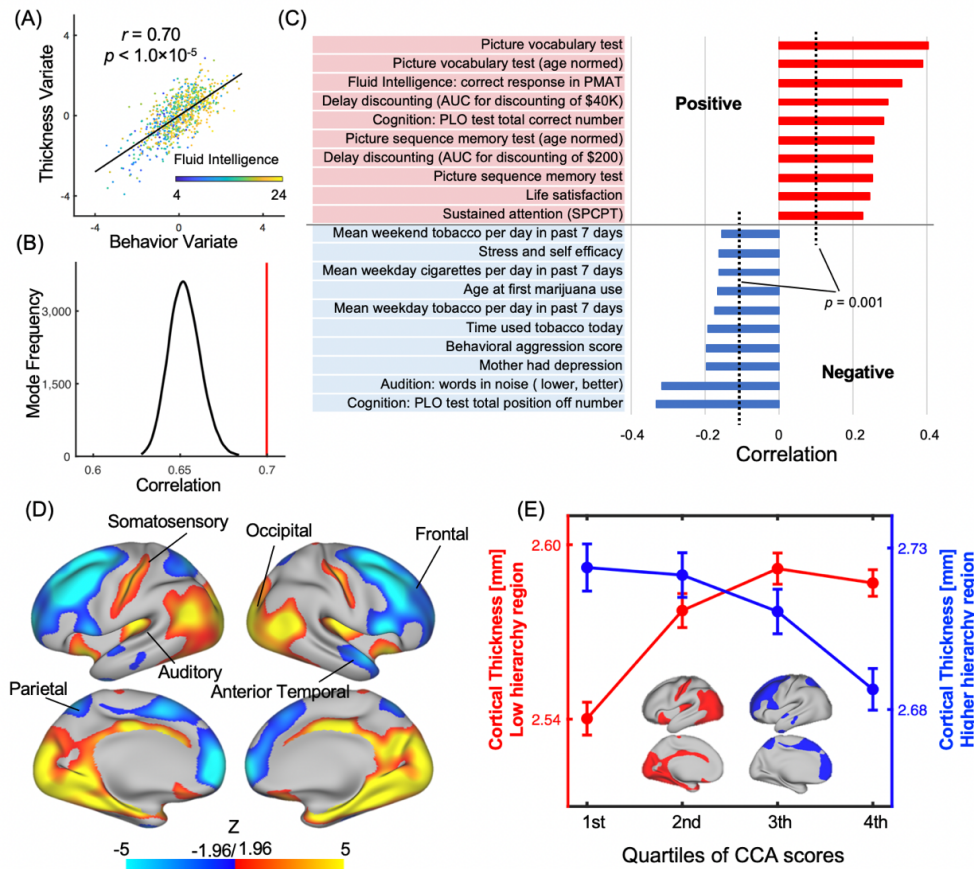 (A)
r = 0.70
p < 1.0×10-5
Thickness Variate
4
0
-4
Fluid Intelligence
4
24
-4
0
4
Behavior Variate
(B)
Mode Frequency
3,000
1,500
0
0.6
0.65
0.7
Correlation
(C)
Picture vocabulary test
Picture vocabulary test (age normed)
Fluid Intelligence: correct response in PMAT
Delay discounting (AUC for discounting of $40K)
Cognition: PLO test total correct number
Picture sequence memory test (age normed)
Delay discounting (AUC for discounting of $200)
Picture sequence memory test
Life satisfaction
Sustained attention (SPCPT)
Mean weekend tobacco per day in past 7 days
Stress and self efficacy
Mean weekday cigarettes per day in past 7 days
Age at first marijuana use
Mean weekday tobacco per day in past 7 days
Time used tobacco today
Behavioral aggression score
Mother had depression
Audition: words in noise ( lower, better)
Cognition: PLO test total position off number
Positive
p = 0.001
Negative
-0.4
-0.2
0
0.2
0.4
Correlation
(D)
Somatosensory
Occipital
Frontal
Auditory
Parietal
Anterior Temporal
Z
-5
-1.96/1.96
5
(E)
Cortical Thickness [mm]
Low hierarchy region
2.60
2.54
2.73
2.68
Cortical Thickness [mm]
Higher hierarchy region
1st
2nd
3th
4th
Quartiles of CCA scores